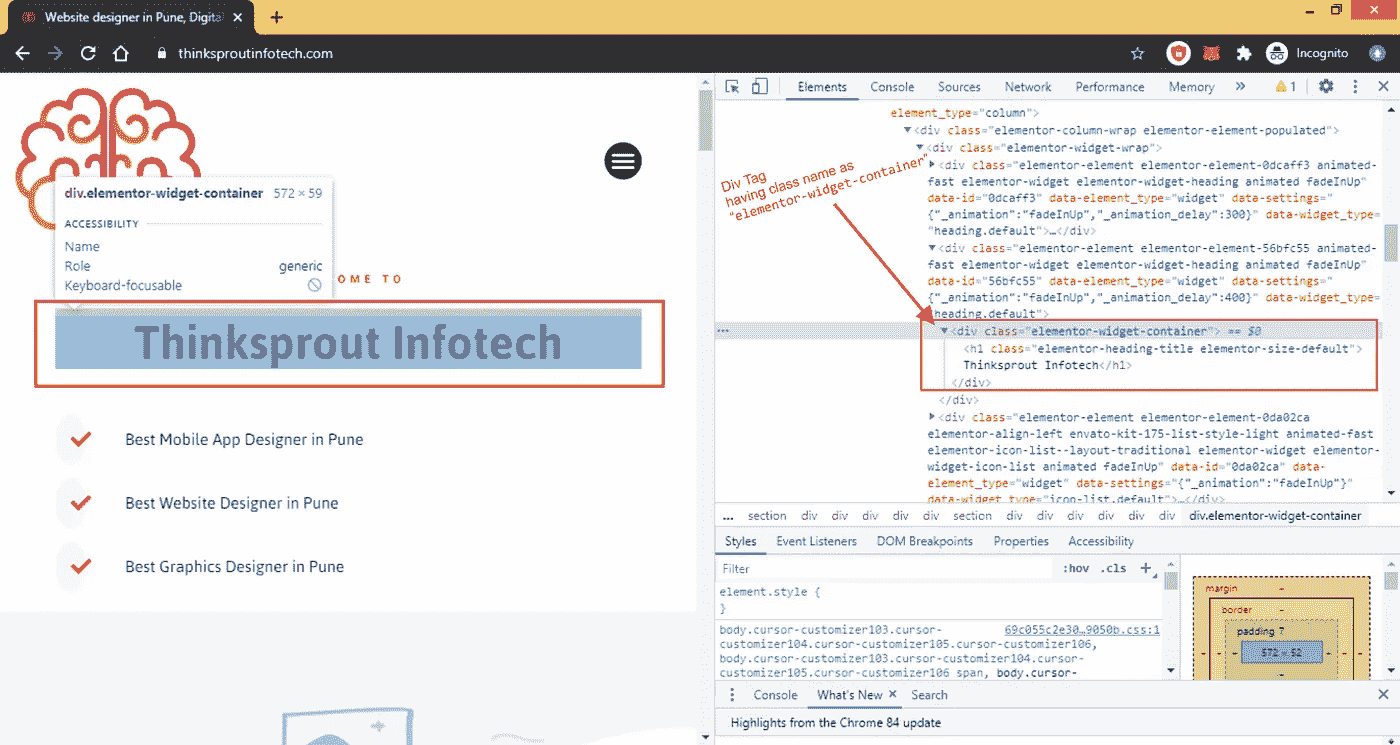 Website designer in Pune, Digita
thinksproutinfotech.com
Incognito
div.elementor-widget-container 572 × 59
ACCESSIBILITY
Name
Role generic
Keyboard-focusable
OME TO
Thinksprout Infotech
Best Mobile App Designer in Pune
Best Website Designer in Pune
Best Graphics Designer in Pune
Elements Console Sources Network Performance Memory » 1
element_type="column">
▼<div class="elementor-column-wrap elementor-element-populated">
▼<div class="elementor-widget-wrap">
▶<div class="elementor-element elementor-element-0dcaff3 animated-
fast elementor-widget elementor-widget-heading animated fadeInUp"
data-id="0dcaff3" data-element_type="widget" data-settings="
{"_animation":"fadeInUp","_animation_delay":300}" data-widget_type=
"heading.default">…</div>
▼<div class="elementor-element elementor-element-56bfc55 animated-
fast elementor-widget elementor-widget-heading animated fadeInUp"
data-id="56bfc55" data-element_type="widget" data-settings="
{"_animation":"fadeInUp","_animation_delay":400}" data-widget_type=
"heading.default">
Div Tag
having class name as
"elementor-widget-container"
… ▼<div class="elementor-widget-container"> == $0
<h1 class="elementor-heading-title elementor-size-default">
Thinksprout Infotech</h1>
</div>
</div>
▶<div class="elementor-element elementor-element-0da02ca
elementor-align-left envato-kit-175-list-style-light animated-fast
elementor-icon-list--layout-traditional elementor-widget elementor-
widget-icon-list animated fadeInUp" data-id="0da02ca" data-
element_type="widget" data-settings="{"_animation":"fadeInUp"}"
data-widget_type="icon-list.default">…</div>
… section div div div div div section div div div div div div div.elementor-widget-container
Styles Event Listeners DOM Breakpoints Properties Accessibility
Filter :hov .cls +
element.style {
}
body.cursor-customizer103.cursor- 69c055c2e30…9050b.css:1
customizer104.cursor-customizer105.cursor-customizer106,
body.cursor-customizer103.cursor-customizer104.cursor-
customizer105.cursor-customizer106 span, body.cursor-
margin -
border -
padding 7
572 × 52
Console What's New × Search
Highlights from the Chrome 84 update